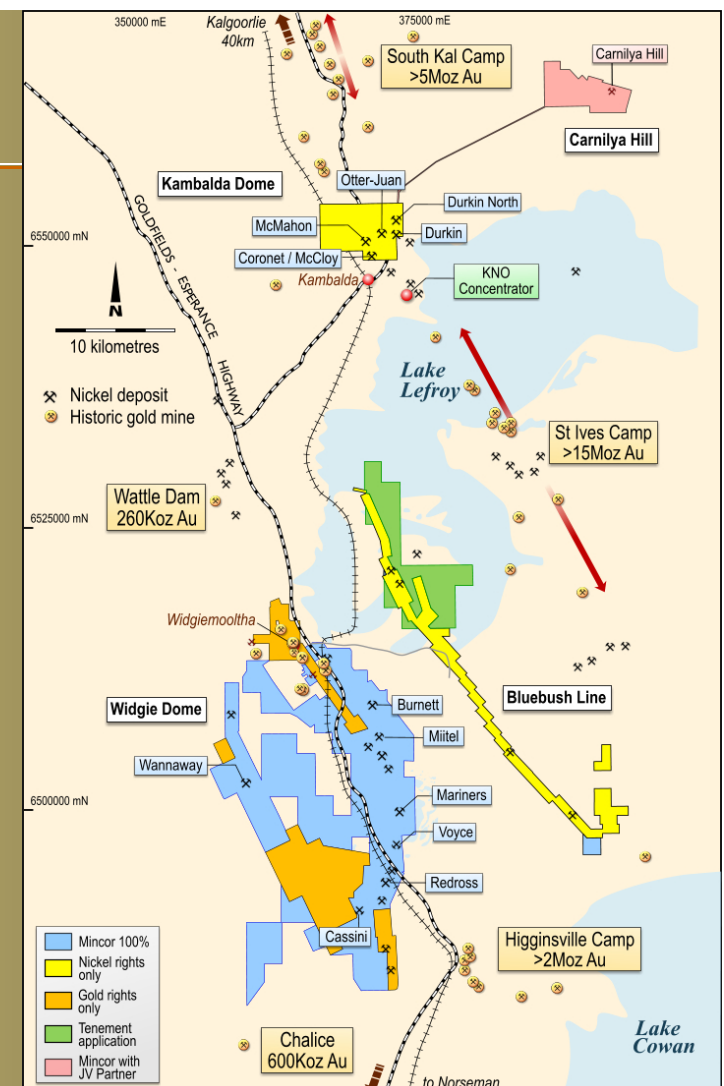 350000 mE
375000 mE
Kalgoorlie
40km
South Kal Camp
>5Moz Au
Carnilya Hill
Carnilya Hill
Otter-Juan
Kambalda Dome
Durkin North
McMahon
Durkin
6550000 mN
Coronet / McCloy
Kambalda
KNO
Concentrator
GOLDFIELDS - ESPERANCE HIGHWAY
N
10 kilometres
Lake
Lefroy
Nickel deposit
Historic gold mine
St Ives Camp
>15Moz Au
Wattle Dam
260Koz Au
6525000 mN
Widgiemooltha
Widgie Dome
Burnett
Bluebush Line
Miitel
Wannaway
Mariners
6500000 mN
Voyce
Redross
Cassini
Higginsville Camp
>2Moz Au
Mincor 100%
Nickel rights
only
Gold rights
only
Tenement
application
Mincor with
JV Partner
Chalice
600Koz Au
Lake
Cowan
to Norseman